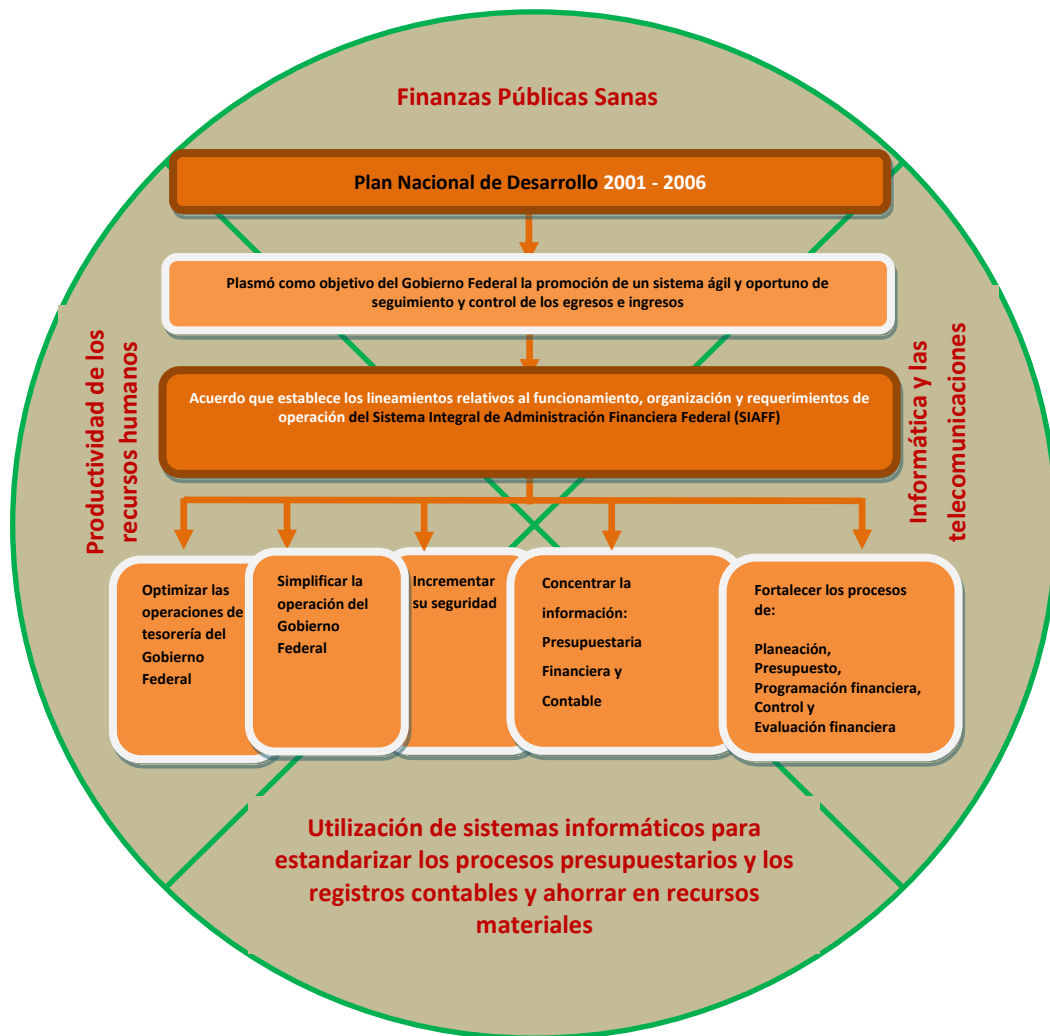 Finanzas Públicas Sanas
Plan Nacional de Desarrollo 2001 - 2006
Plasmó como objetivo del Gobierno Federal la promoción de un sistema ágil y oportuno de
seguimiento y control de los egresos e ingresos
Productividad de los
recursos humanos
Informática y las
telecomunicaciones
Acuerdo que establece los lineamientos relativos al funcionamiento, organización y requerimientos de
operación del Sistema Integral de Administración Financiera Federal (SIAFF)
Optimizar las
operaciones de
tesorería del
Gobierno
Federal
Simplificar la
operación del
Gobierno
Federal
Incrementar
su seguridad
Concentrar la
información:
Presupuestaria
Financiera y
Contable
Fortalecer los procesos
de:
Planeación,
Presupuesto,
Programación financiera,
Control y
Evaluación financiera
Utilización de sistemas informáticos para
estandarizar los procesos presupuestarios y los
registros contables y ahorrar en recursos
materiales